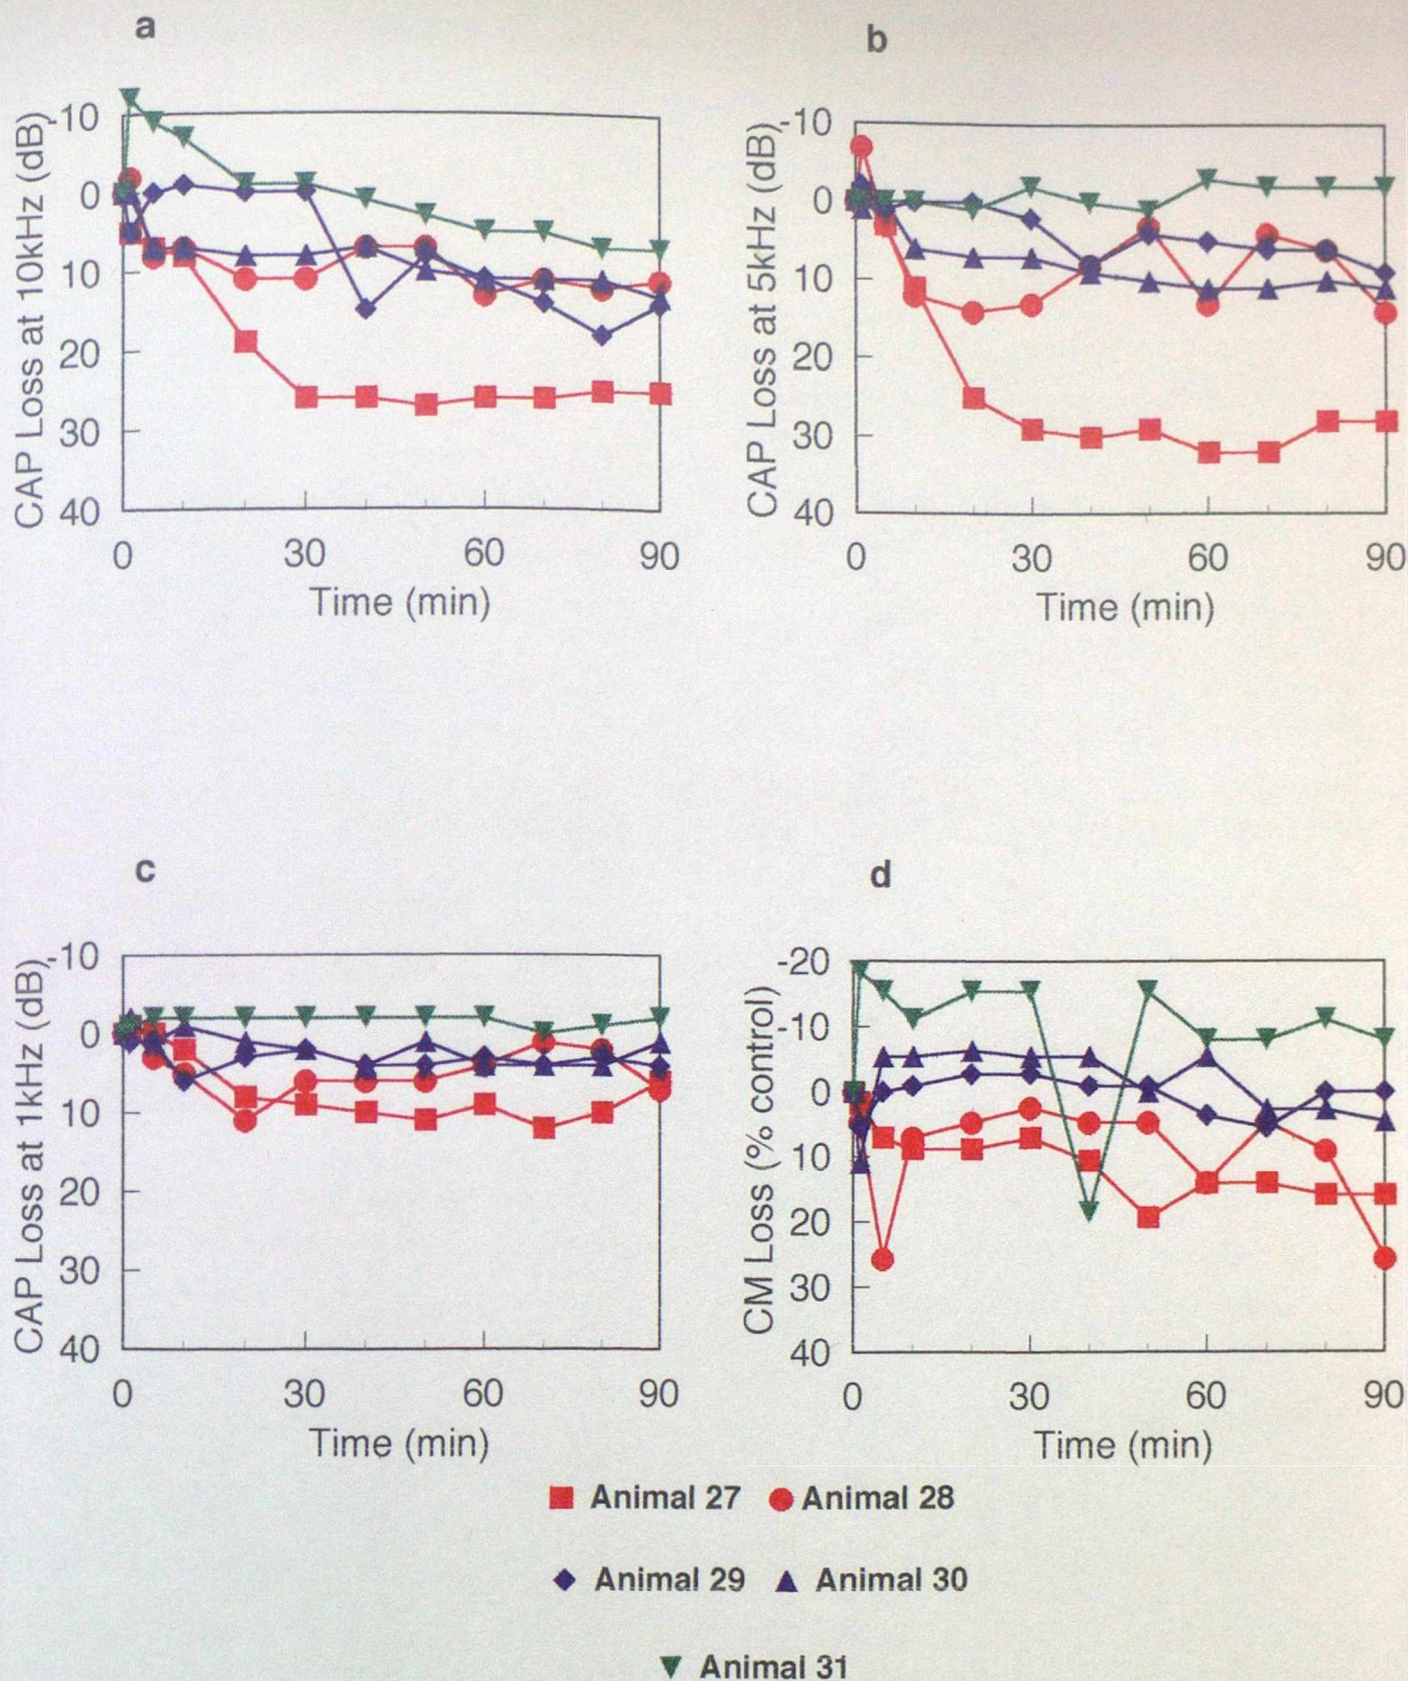 a
CAP Loss at 10kHz (dB)
-10
0
10
20
30
40
0 30 60 90
Time (min)
b
CAP Loss at 5kHz (dB)
-10
0
10
20
30
40
0 30 60 90
Time (min)
c
CAP Loss at 1kHz (dB)
-10
0
10
20
30
40
0 30 60 90
Time (min)
d
CM Loss (% control)
-20
-10
0
10
20
30
40
0 30 60 90
Time (min)
Animal 27 Animal 28
Animal 29 Animal 30
Animal 31